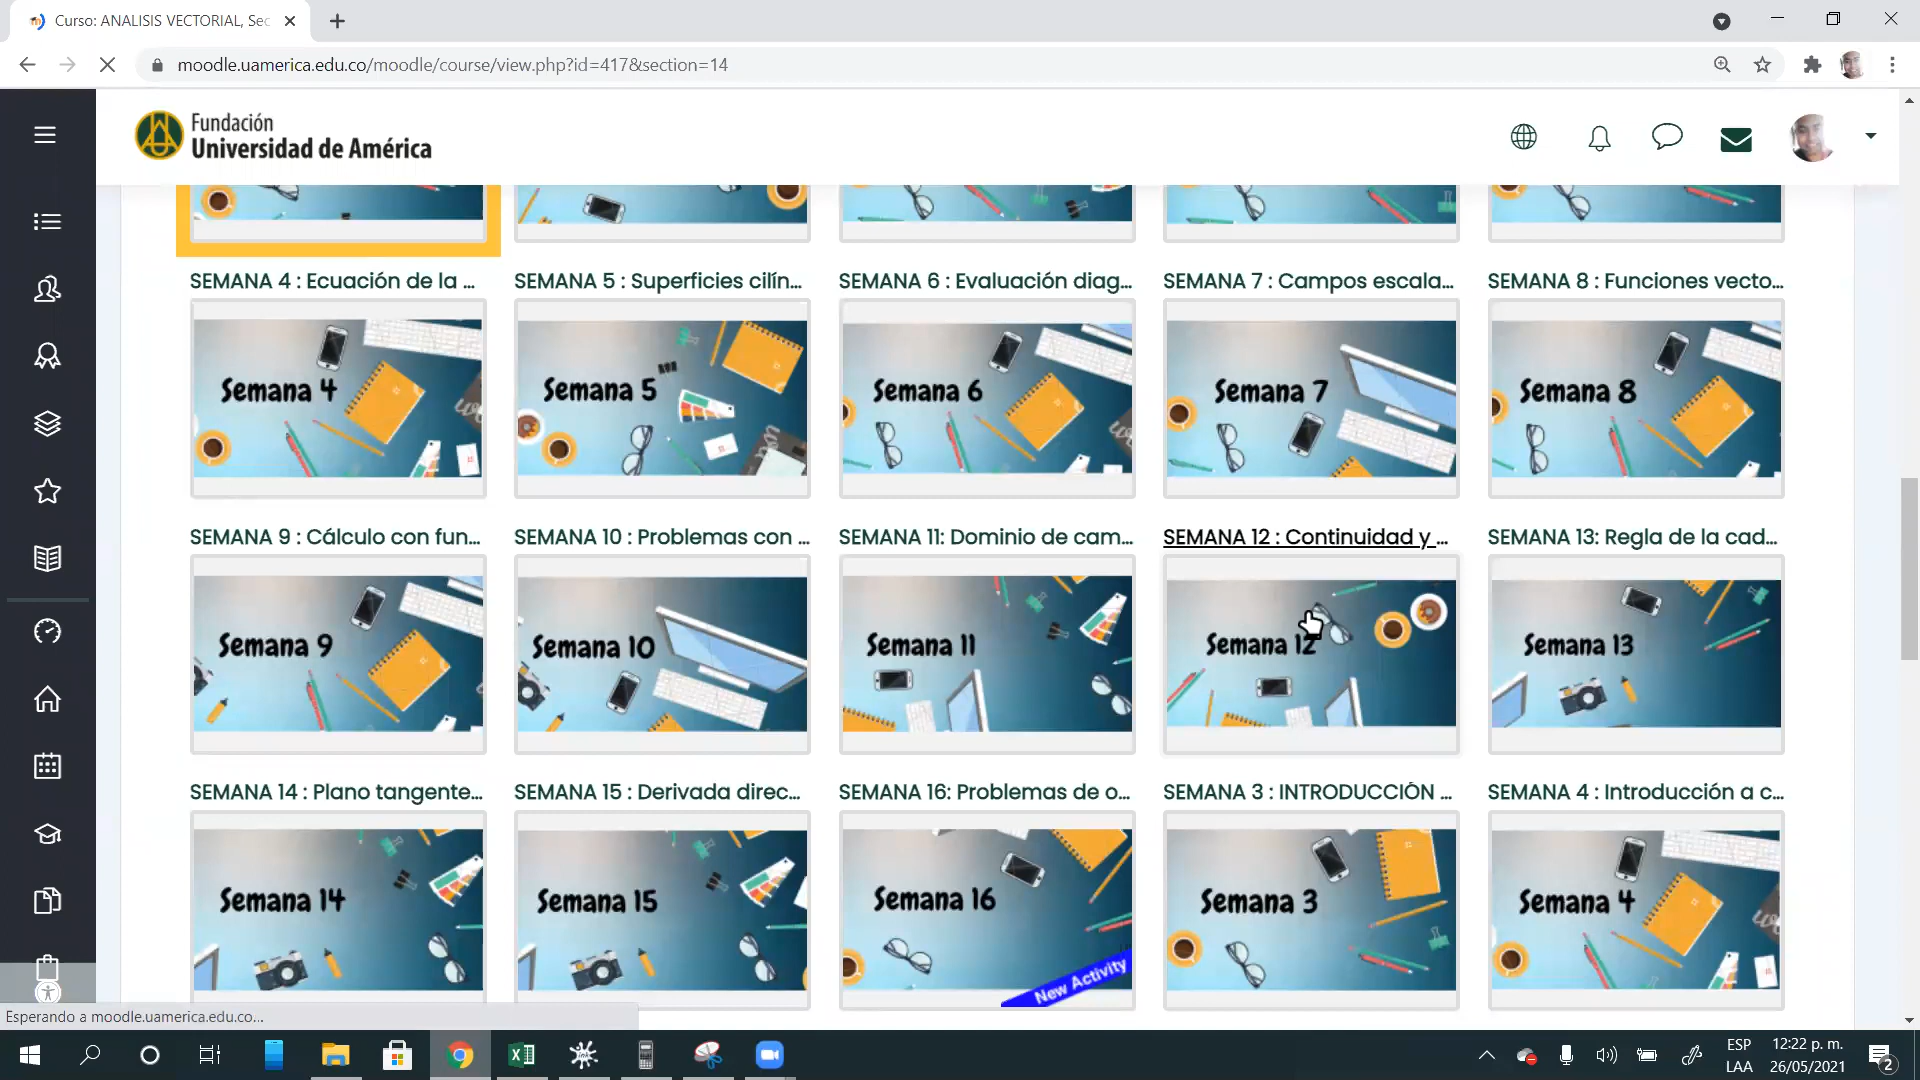 Curso: ANALISIS VECTORIAL, Sec
moodle.uamerica.edu.co/moodle/course/view.php?id=417&section=14
Fundación
Universidad de América
SEMANA 4 : Ecuación de la ...
SEMANA 5 : Superficies cilín...
SEMANA 6 : Evaluación diag...
SEMANA 7 : Campos escala...
SEMANA 8 : Funciones vecto...
Semana 4
Semana 5
Semana 6
Semana 7
Semana 8
SEMANA 9 : Cálculo con fun...
SEMANA 10 : Problemas con ...
SEMANA 11: Dominio de cam...
SEMANA 12 : Continuidad y ...
SEMANA 13: Regla de la cad...
Semana 9
Semana 10
Semana 11
Semana 12
Semana 13
SEMANA 14 : Plano tangente...
SEMANA 15 : Derivada direc...
SEMANA 16: Problemas de o...
SEMANA 3 : INTRODUCCIÓN ...
SEMANA 4 : Introducción a c...
Semana 14
Semana 15
Semana 16
Semana 3
Semana 4
New Activity
Esperando a moodle.uamerica.edu.co...
ESP
LAA
12:22 p. m.
26/05/2021
2